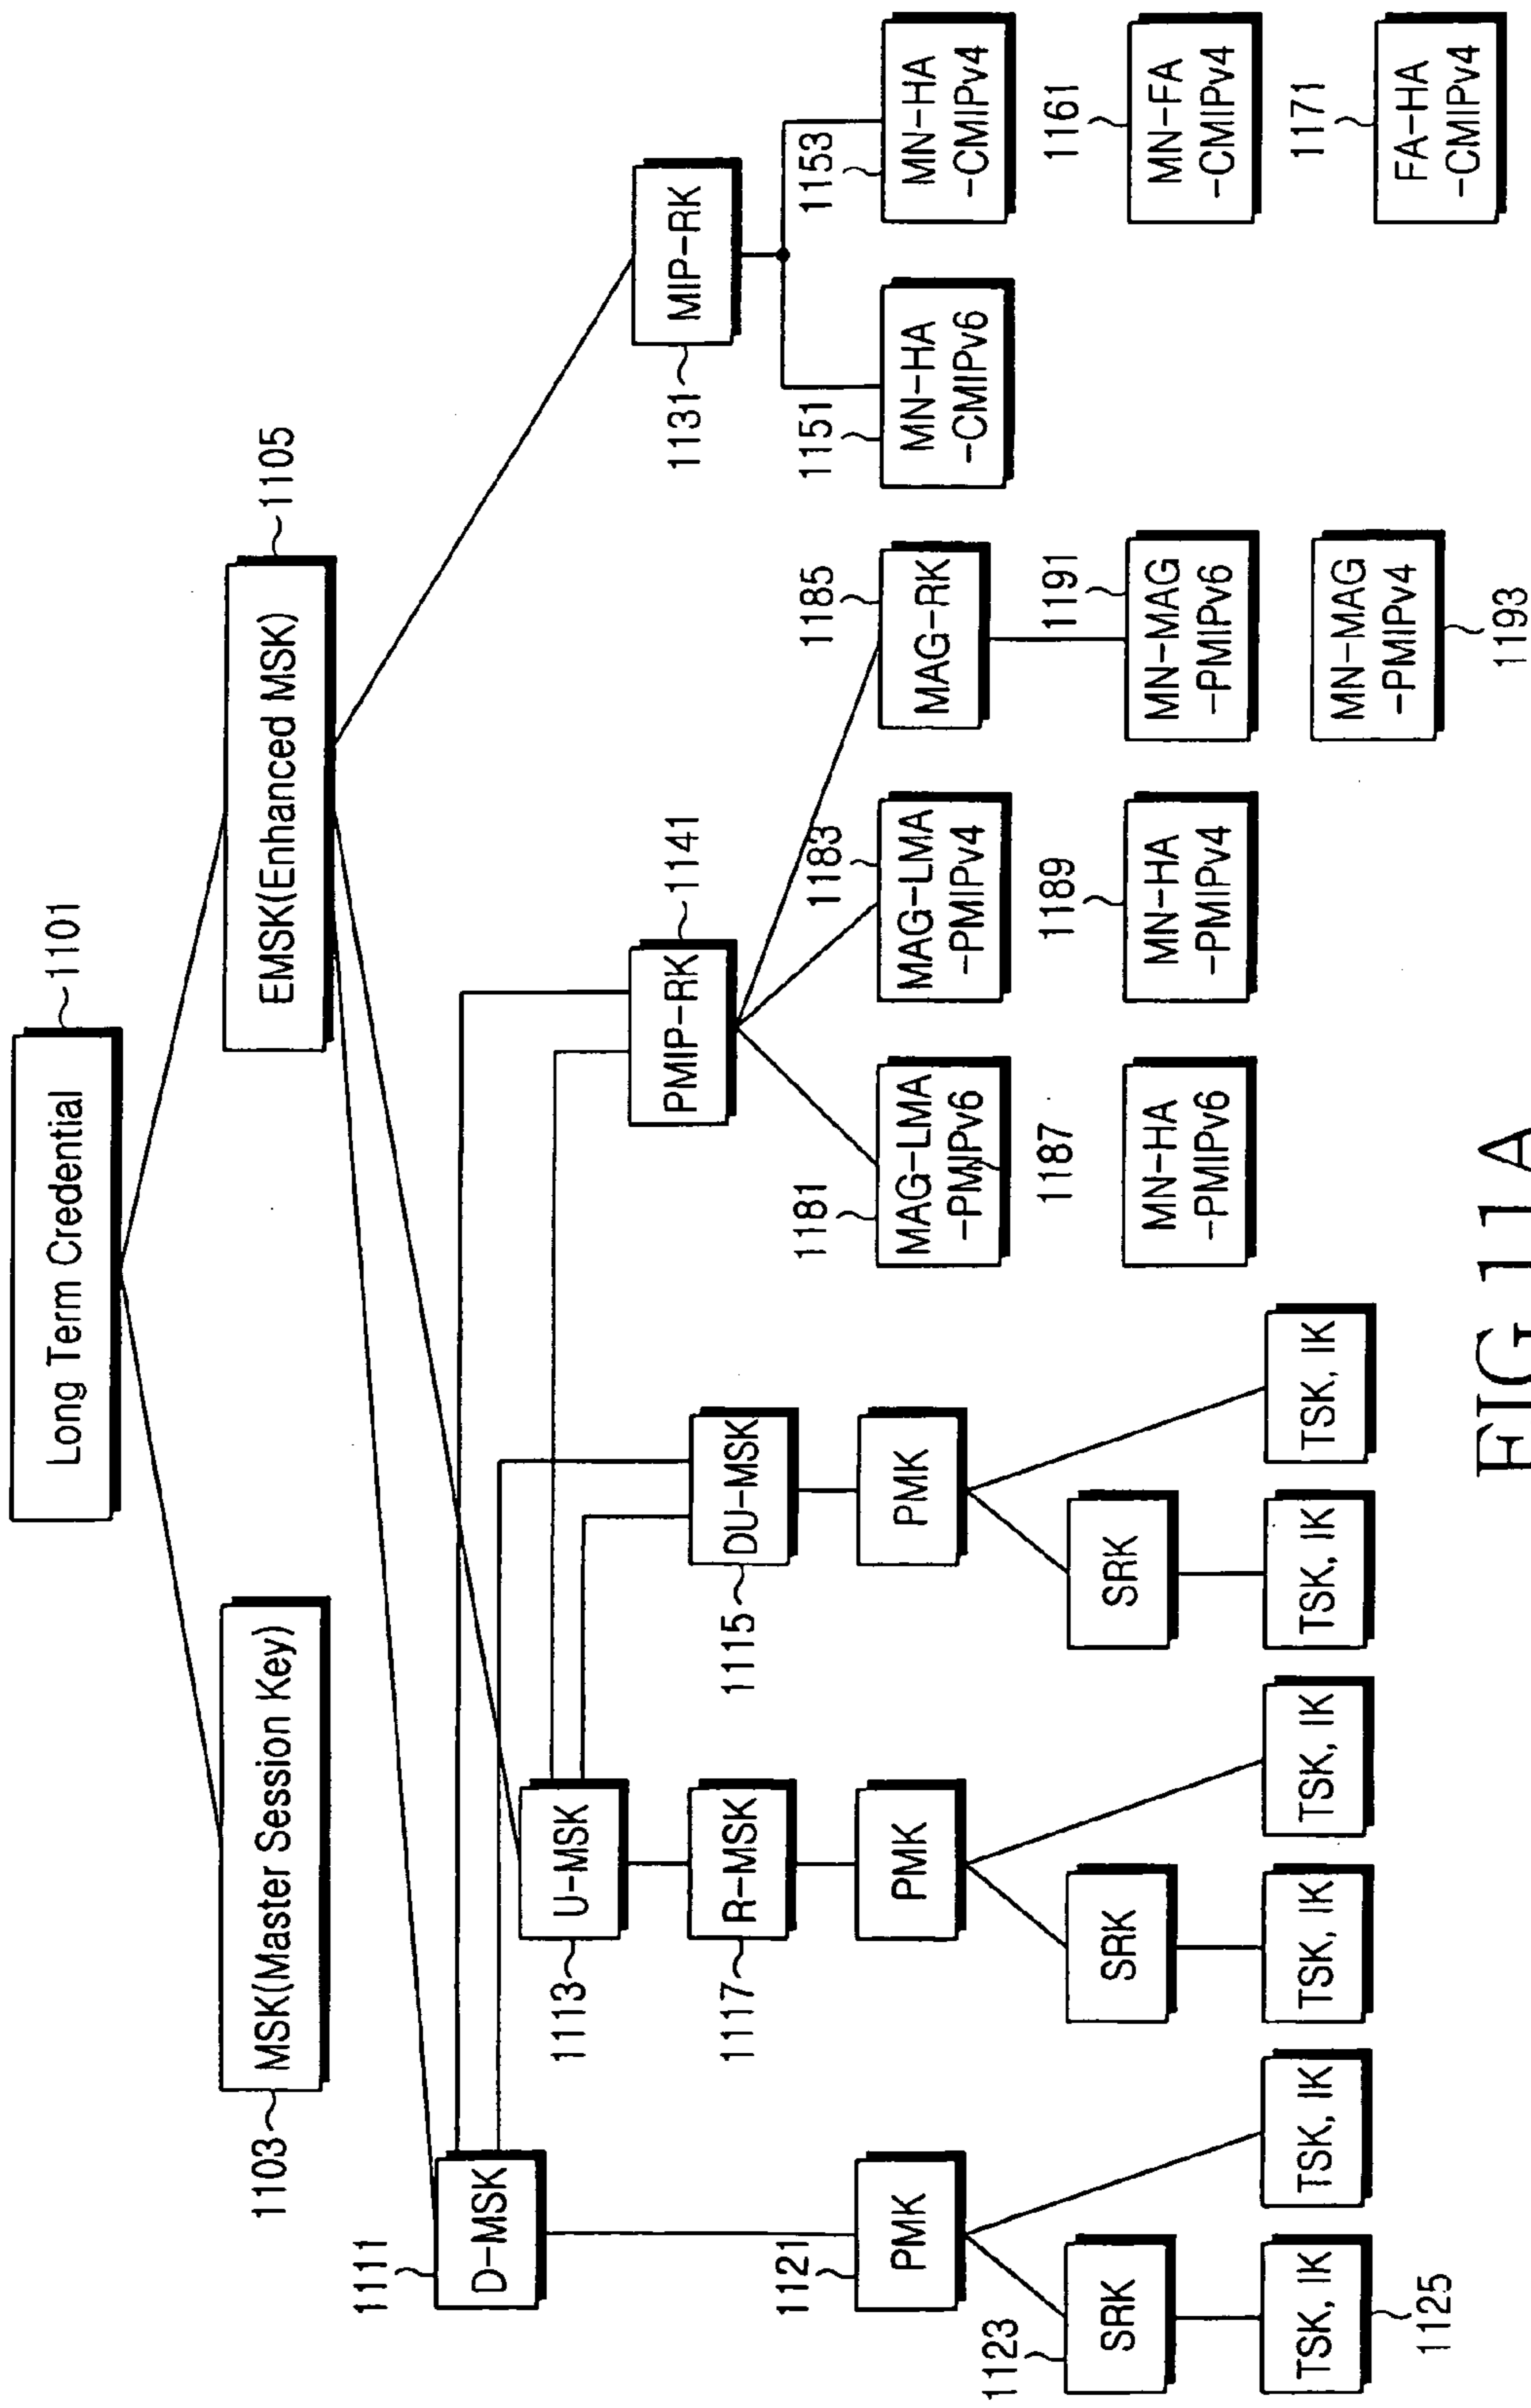 Long Term Credential
1101
1103
MSK(Master Session Key)
EMSK(Enhanced MSK)
1105
1111
D-MSK
1113
U-MSK
1117
R-MSK
1115
DU-MSK
PMIP-RK
1141
1131
MIP-RK
1121
PMK
PMK
PMK
1181
MAG-LMA
-PMIPv6
1183
MAG-LMA
-PMIPv4
1185
MAG-RK
1151
MN-HA
-CMIPv6
1153
MN-HA
-CMIPv4
1123
SRK
SRK
SRK
1187
MN-HA
-PMIPv6
1189
MN-HA
-PMIPv4
1191
MN-MAG
-PMIPv6
1161
MN-FA
-CMIPv4
TSK, IK
1125
TSK, IK
TSK, IK
TSK, IK
TSK, IK
TSK, IK
MN-MAG
-PMIPv4
1193
1171
FA-HA
-CMIPv4
FIG.11A